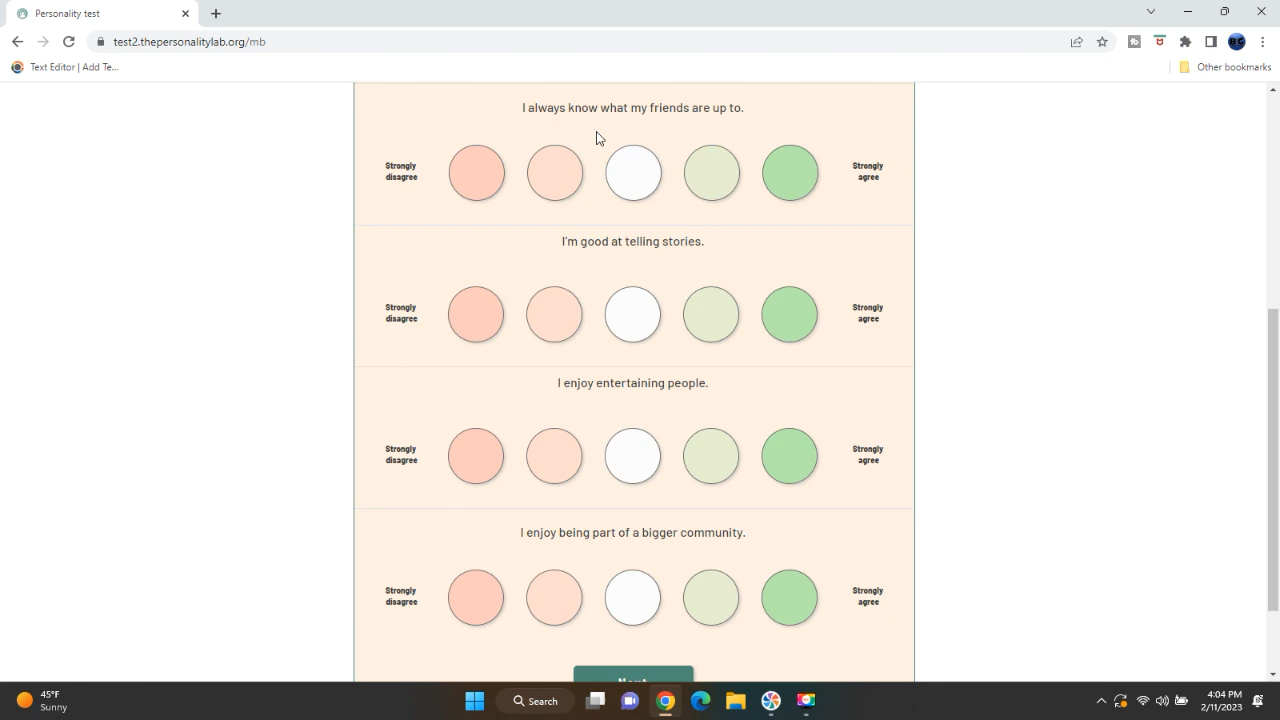 Personality test
test2.thepersonalitylab.org/mb
Text Editor | Add Te...
Other bookmarks
I always know what my friends are up to.
Strongly
disagree
Strongly
agree
I'm good at telling stories.
Strongly
disagree
Strongly
agree
I enjoy entertaining people.
Strongly
disagree
Strongly
agree
I enjoy being part of a bigger community.
Strongly
disagree
Strongly
agree
Next
45°F
Sunny
Search
4:04 PM
2/11/2023